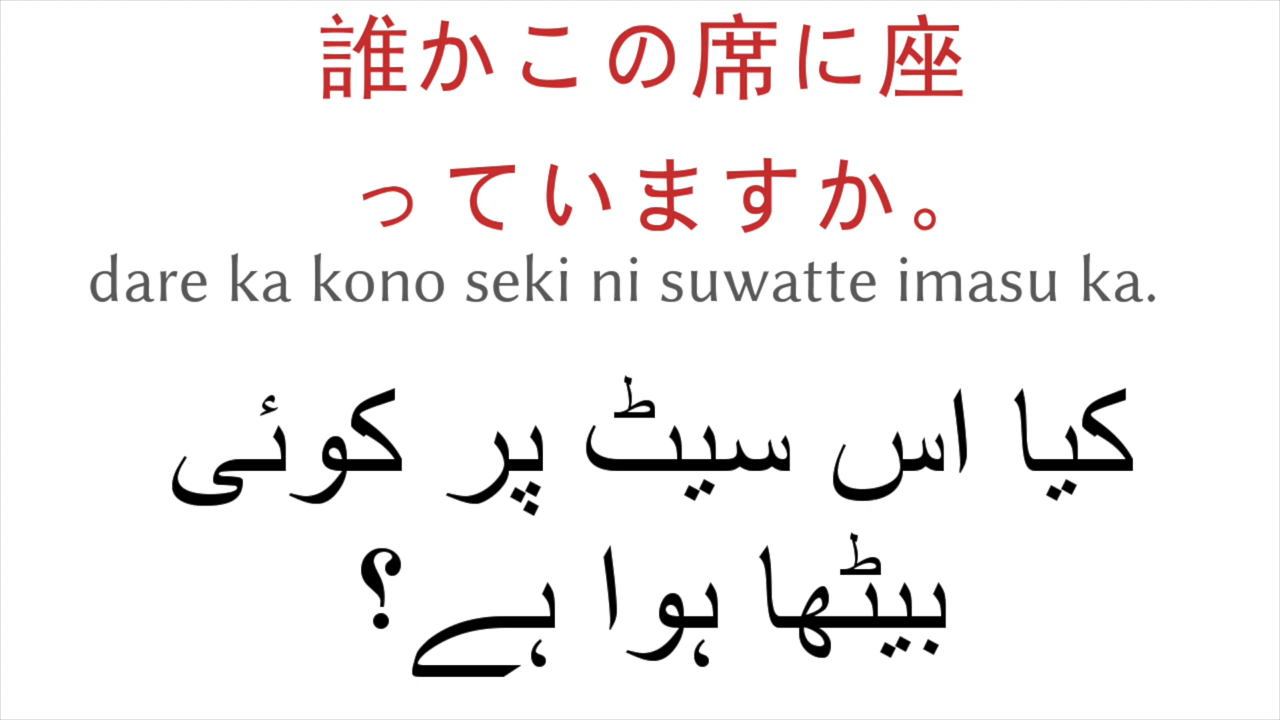 誰かこの席に座
っていますか。
dare ka kono seki ni suwatte imasu ka.
کیا اس سیٹ پر کوئی
بیٹھا ہوا ہے؟